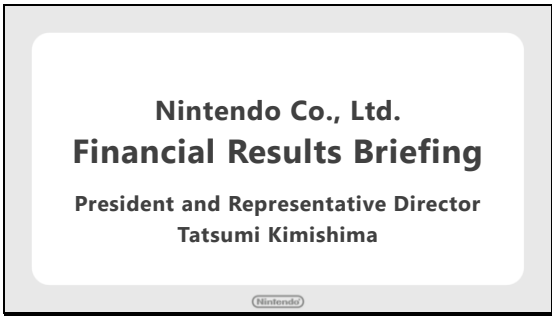 Nintendo Co., Ltd.
Financial Results Briefing
President and Representative Director
Tatsumi Kimishima
Nintendo